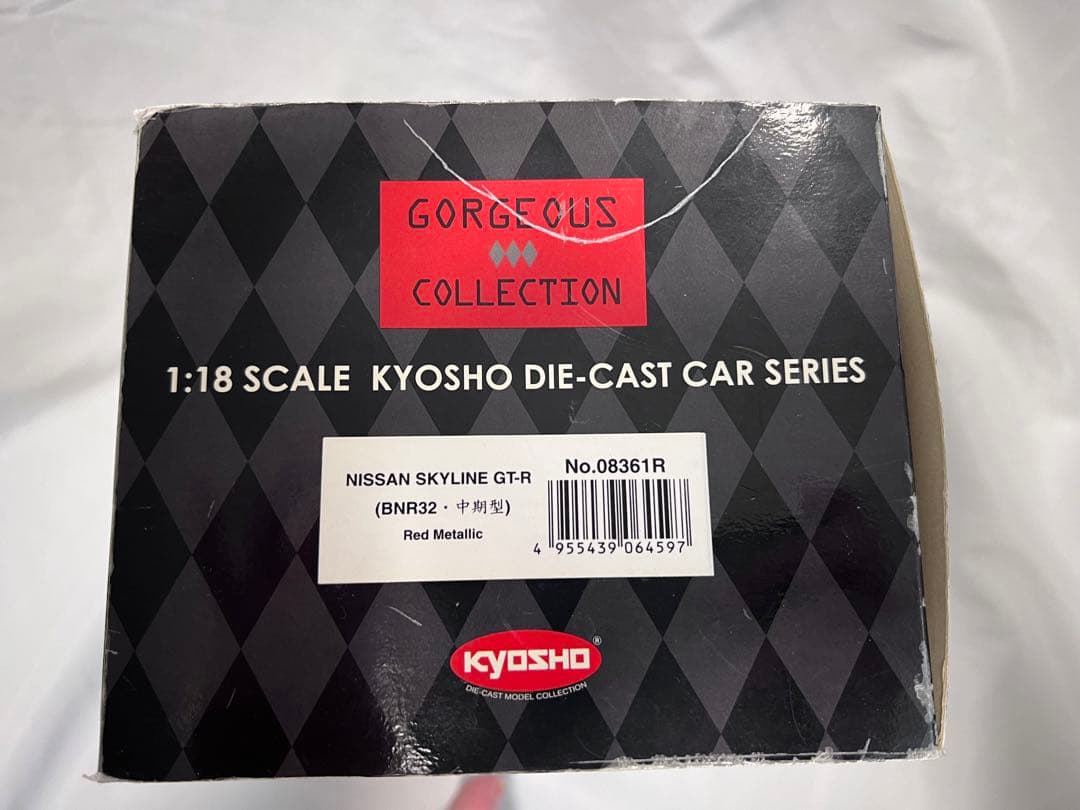 GORGEOUS
COLLECTION
1:18 SCALE KYOSHO DIE-CAST CAR SERIES
NISSAN SKYLINE GT-R
(BNR32・中期型)
Red Metallic
No.08361R
4 955439 064597
KYOSHO®
DIE-CAST MODEL COLLECTION